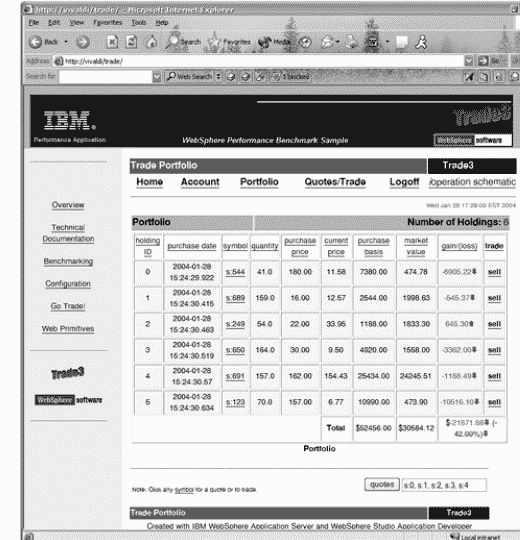 http://vivaldi/trade/ - Microsoft Internet Explorer
File Edit View Favorites Tools Help
Back Search Favorites Media
Address http://vivaldi/trade/ Go
Search for Web Search 1 blocked
IBM.
Performance Application
WebSphere Performance Benchmark Sample
Trade3
WebSphere software
Trade Portfolio Trade3
Home Account Portfolio Quotes/Trade Logoff /operation schematic
Wed Jan 28 17:29:00 EST 2004
Overview
Technical Documentation
Benchmarking
Configuration
Go Trade!
Web Primitives
Trade3
WebSphere software
Portfolio Number of Holdings: 6
holding ID purchase date symbol quantity purchase price current price purchase basis market value gain/(loss) trade
0 2004-01-28 15:24:29.922 s:544 41.0 180.00 11.58 7380.00 474.78 -6905.22 sell
1 2004-01-28 15:24:30.415 s:689 159.0 16.00 12.57 2544.00 1998.63 -545.37 sell
2 2004-01-28 15:24:30.463 s:249 54.0 22.00 33.95 1188.00 1833.30 645.30 sell
3 2004-01-28 15:24:30.519 s:650 164.0 30.00 9.50 4920.00 1558.00 -3362.00 sell
4 2004-01-28 15:24:30.57 s:691 157.0 162.00 154.43 25434.00 24245.51 -1188.49 sell
5 2004-01-28 15:24:30.634 s:123 70.0 157.00 6.77 10990.00 473.90 -10516.10 sell
Total $52456.00 $30584.12 $-21871.88 (-42.00%)
Portfolio
Note: Click any symbol for a quote or to trade.
quotes s:0, s:1, s:2, s:3, s:4
Trade Portfolio Trade3
Created with IBM WebSphere Application Server and WebSphere Studio Application Developer
Local intranet